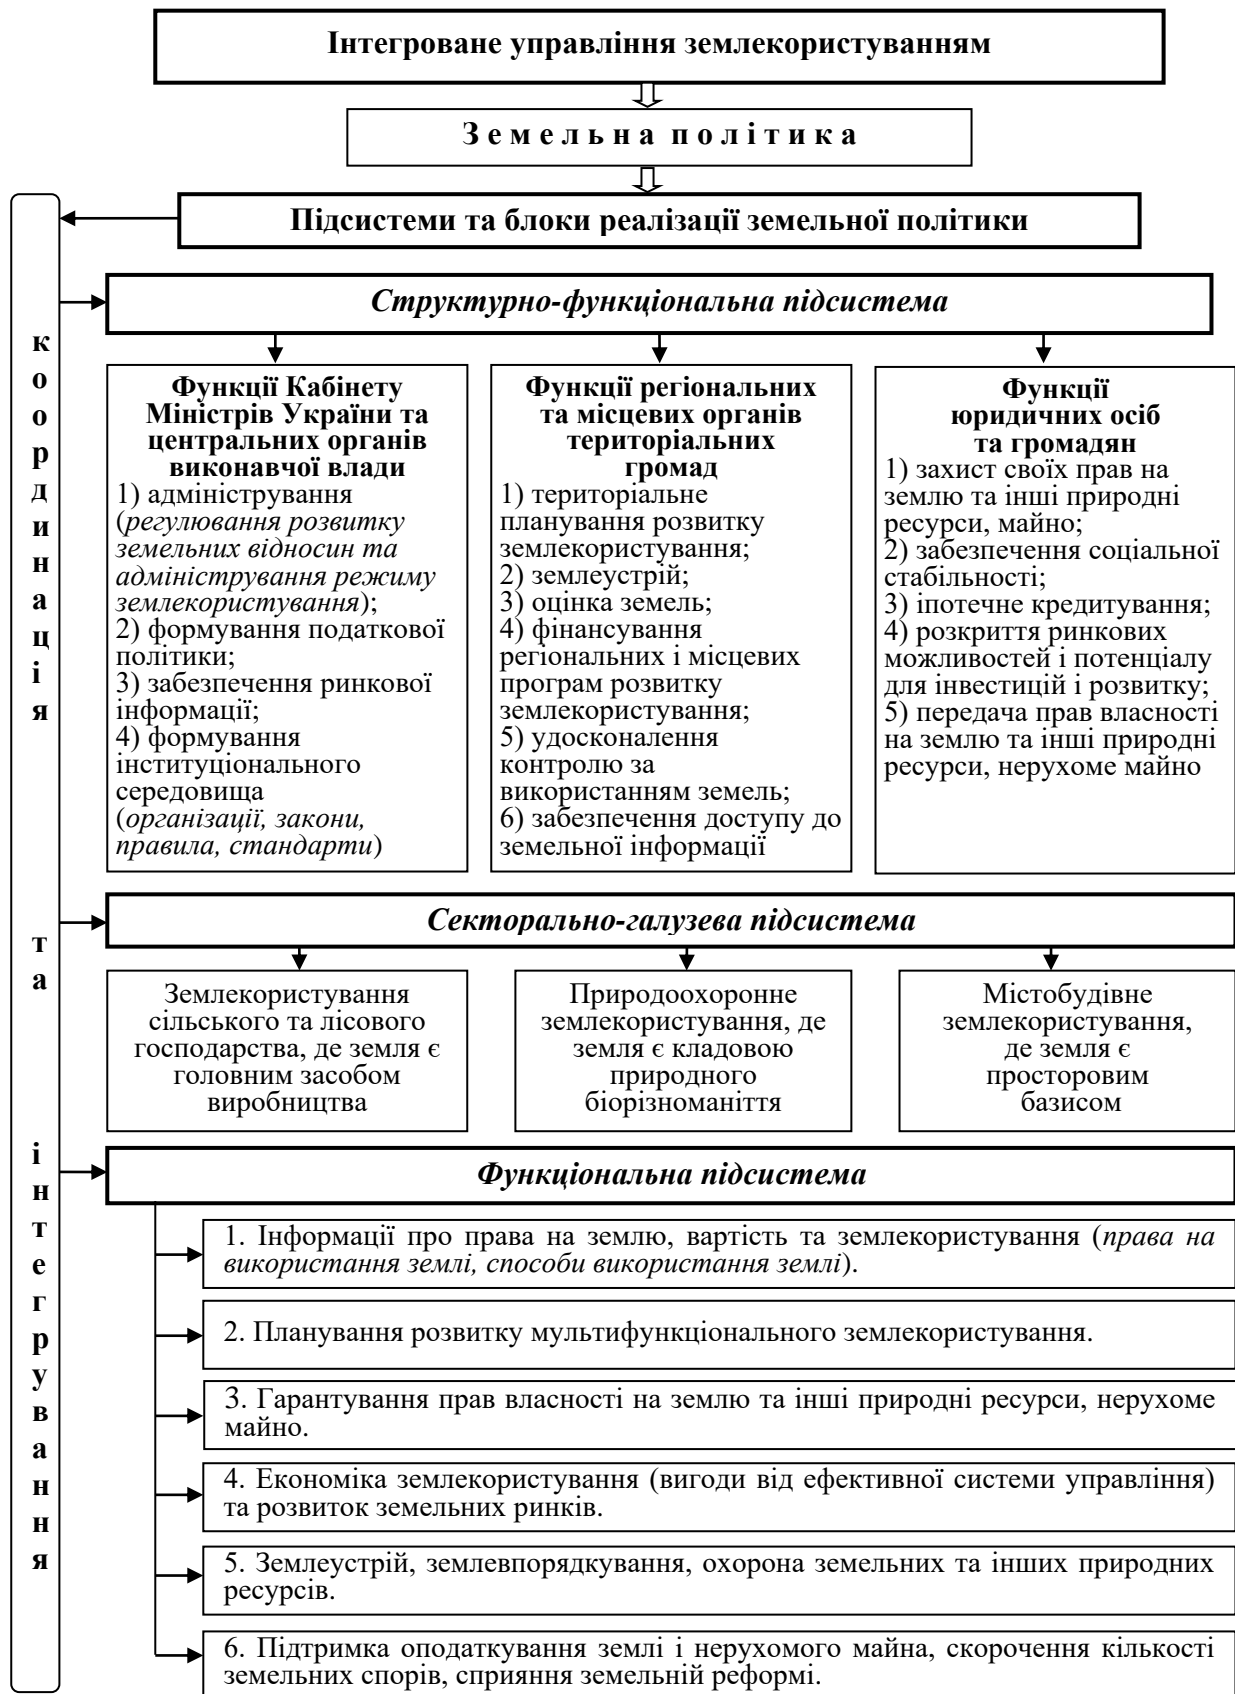 Інтегроване управління землекористуванням
Земельна політика
Підсистеми та блоки реалізації земельної політики
координація та інтегрування
Структурно-функціональна підсистема
Функції Кабінету
Міністрів України та
центральних органів
виконавчої влади
1) адміністрування
(регулювання розвитку
земельних відносин та
адміністрування режиму
землекористування);
2) формування податкової
політики;
3) забезпечення ринкової
інформації;
4) формування
інституціонального
середовища
(організації, закони,
правила, стандарти)
Функції регіональних
та місцевих органів
територіальних
громад
1) територіальне
планування розвитку
землекористування;
2) землеустрій;
3) оцінка земель;
4) фінансування
регіональних і місцевих
програм розвитку
землекористування;
5) удосконалення
контролю за
використанням земель;
6) забезпечення доступу до
земельної інформації
Функції
юридичних осіб
та громадян
1) захист своїх прав на
землю та інші природні
ресурси, майно;
2) забезпечення соціальної
стабільності;
3) іпотечне кредитування;
4) розкриття ринкових
можливостей і потенціалу
для інвестицій і розвитку;
5) передача прав власності
на землю та інші природні
ресурси, нерухоме майно
Секторально-галузева підсистема
Землекористування
сільського та лісового
господарства, де земля є
головним засобом
виробництва
Природоохоронне
землекористування, де
земля є кладовою
природного
біорізноманіття
Містобудівне
землекористування,
де земля є
просторовим
базисом
Функціональна підсистема
1. Інформації про права на землю, вартість та землекористування (права на
використання землі, способи використання землі).
2. Планування розвитку мультифункціонального землекористування.
3. Гарантування прав власності на землю та інші природні ресурси, нерухоме
майно.
4. Економіка землекористування (вигоди від ефективної системи управління)
та розвиток земельних ринків.
5. Землеустрій, землевпорядкування, охорона земельних та інших природних
ресурсів.
6. Підтримка оподаткування землі і нерухомого майна, скорочення кількості
земельних спорів, сприяння земельній реформі.